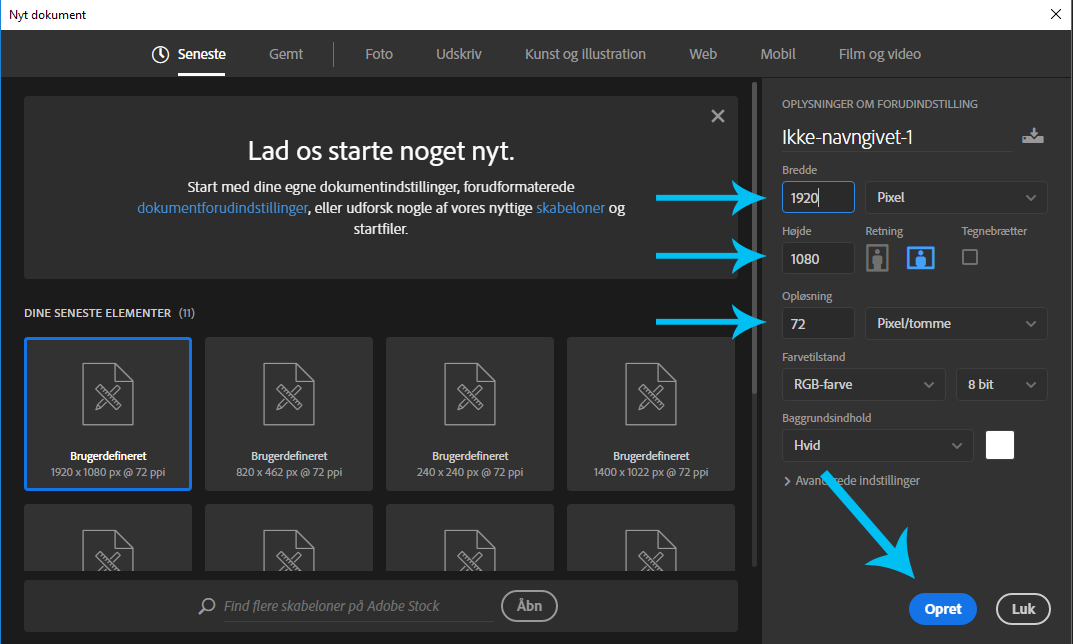 Nyt dokument
Seneste
Gemt
Foto
Udskriv
Kunst og illustration
Web
Mobil
Film og video
Lad os starte noget nyt.
Start med dine egne dokumentindstillinger, forudformaterede
dokumentforudindstillinger, eller udforsk nogle af vores nyttige skabeloner og
startfiler.
DINE SENESTE ELEMENTER (11)
Brugerdefineret
1920 x 1080 px @ 72 ppi
Brugerdefineret
820 x 462 px @ 72 ppi
Brugerdefineret
240 x 240 px @ 72 ppi
Brugerdefineret
1400 x 1022 px @ 72 ppi
Find flere skabeloner på Adobe Stock
Åbn
OPLYSNINGER OM FORUDINDSTILLING
Ikke-navngivet-1
Bredde
1920
Pixel
Højde
Retning
Tegnebrætter
1080
Opløsning
72
Pixel/tomme
Farvetilstand
RGB-farve
8 bit
Baggrundsindhold
Hvid
Avancerede indstillinger
Opret
Luk